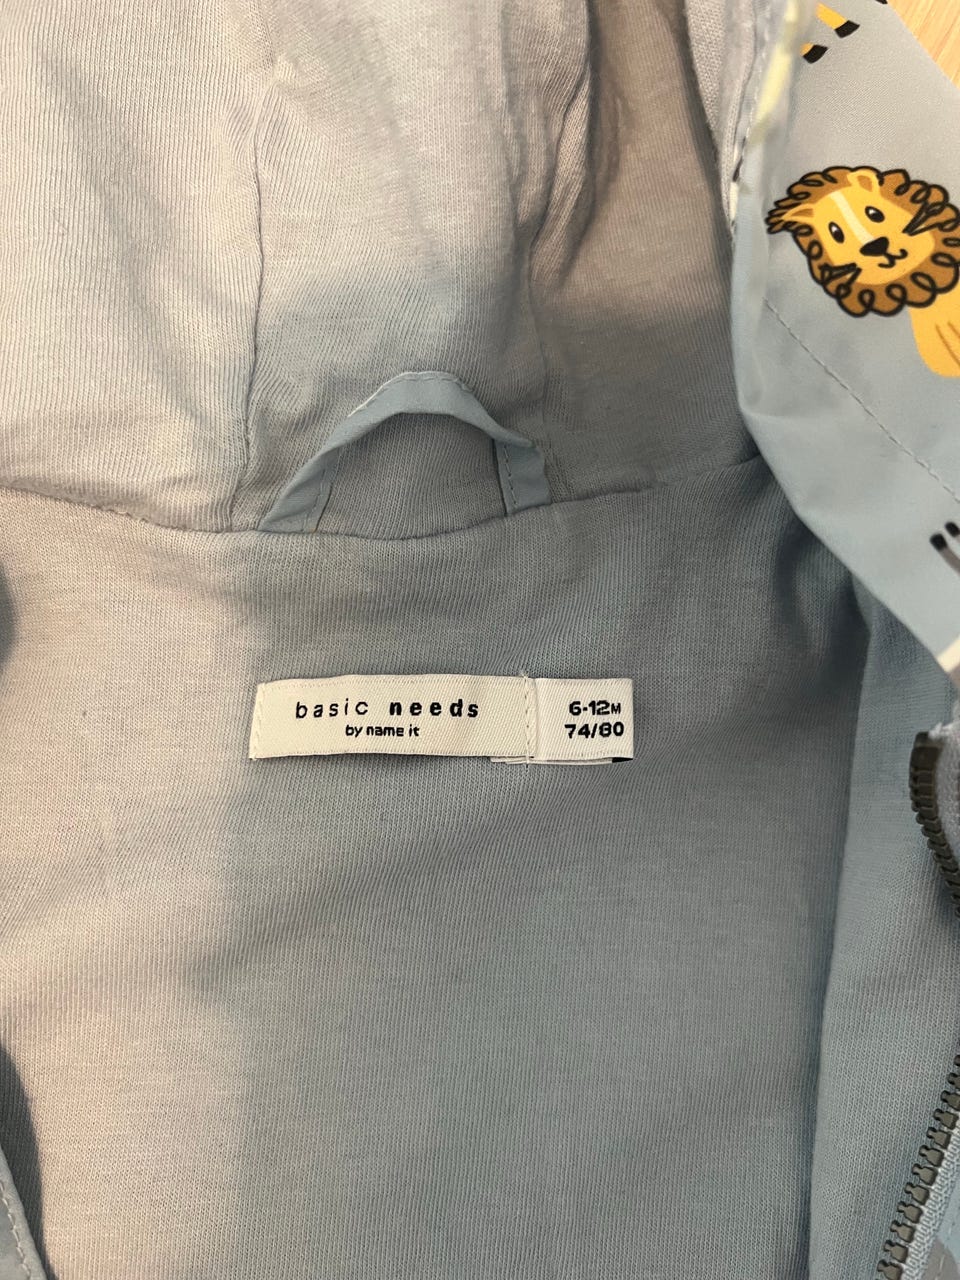 basic needs
by name it
6-12M
74/80